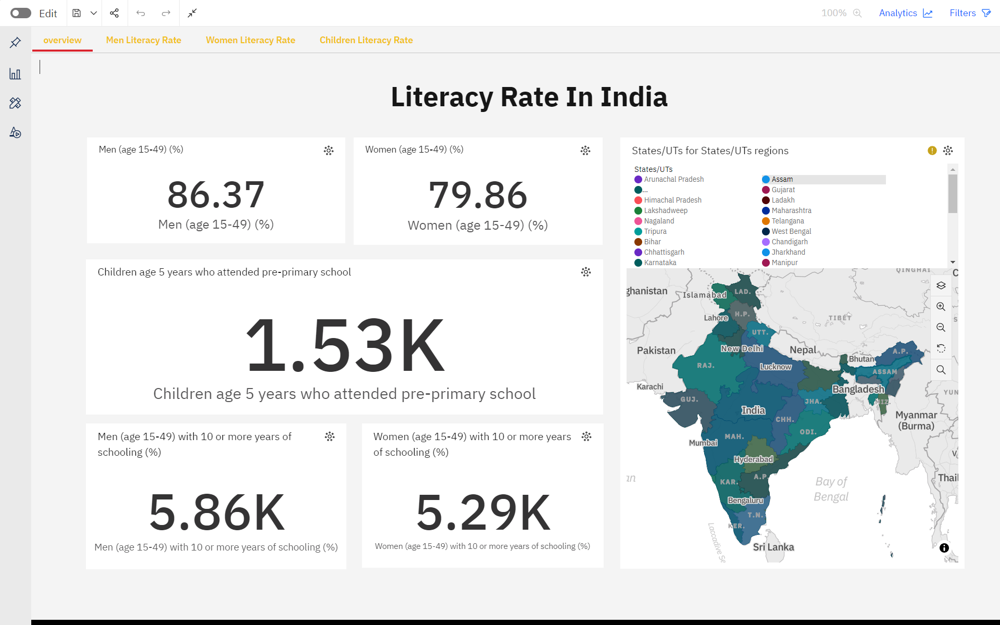 Edit
100%
Analytics
Filters
overview
Men Literacy Rate
Women Literacy Rate
Children Literacy Rate
Literacy Rate In India
Men (age 15-49) (%)
86.37
Men (age 15-49) (%)
Women (age 15-49) (%)
79.86
Women (age 15-49) (%)
Children age 5 years who attended pre-primary school
1.53K
Children age 5 years who attended pre-primary school
Men (age 15-49) with 10 or more years of
schooling (%)
5.86K
Men (age 15-49) with 10 or more years of schooling (%)
Women (age 15-49) with 10 or more years
of schooling (%)
5.29K
Women (age 15-49) with 10 or more years of schooling (%)
States/UTs for States/UTs regions
States/UTs
Arunachal Pradesh
Assam
...
Gujarat
Himachal Pradesh
Ladakh
Lakshadweep
Maharashtra
Nagaland
Telangana
Tripura
West Bengal
Bihar
Chandigarh
Chhattisgarh
Jharkhand
Karnataka
Manipur
QINGHAI
C
ghanistan
Islamabad
LAD.
Lahore
H.P.
TIBET
S
UTT.
New Delhi
Pakistan
Nepal
A.P.
Bhutan
RAJ.
Lucknow
ASSAM
Karachi
Bangladesh
YUN
GUJ.
JHA.
MIZ.
India
CHH.
Myanmar
(Burma)
MAH.
ODI.
Mumbai
Hyderabad
V
an
KAR.
A.P.
Thail
Bay of
Bengal
Bengaluru
T.N.
KER.
Laccadive Se
Sri Lanka